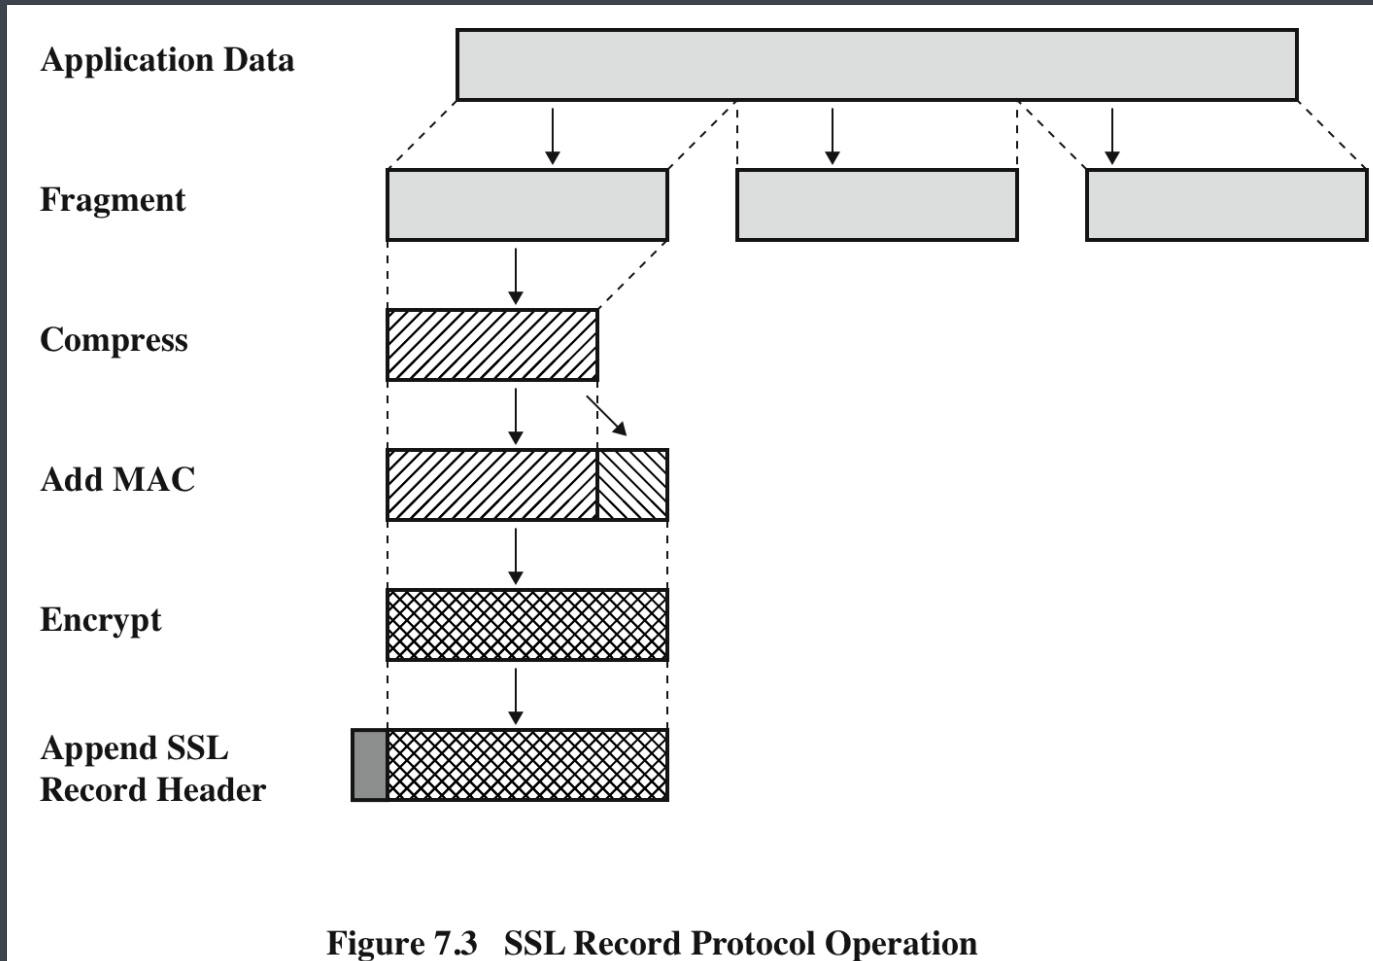 Application Data
Fragment
Compress
Add MAC
Encrypt
Append SSL
Record Header
Figure 7.3 SSL Record Protocol Operation